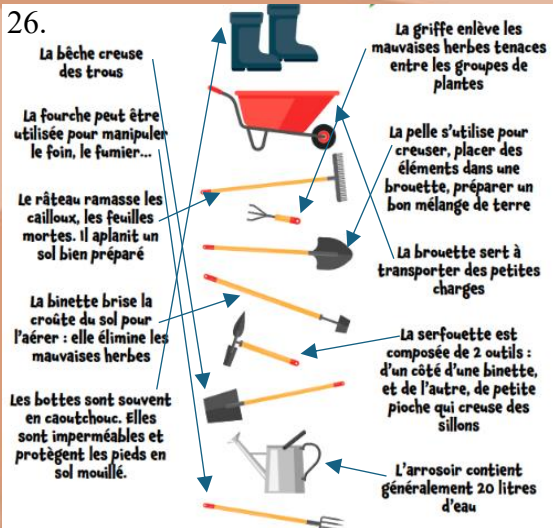 26.
La bêche creuse
des trous
La fourche peut être
utilisée pour manipuler
le foin, le fumier...
Le râteau ramasse les
cailloux, les feuilles
mortes. Il aplanit un
sol bien préparé
La binette brise la
croûte du sol pour
l'aérer : elle élimine les
mauvaises herbes
Les bottes sont souvent
en caoutchouc. Elles
sont imperméables et
protègent les pieds en
sol mouillé.
La griffe enlève les
mauvaises herbes tenaces
entre les groupes de
plantes
La pelle s'utilise pour
creuser, placer des
éléments dans une
brouette, préparer un
bon mélange de terre
La brouette sert à
transporter des petites
charges
La serfouette est
composée de 2 outils :
d'un côté d'une binette,
et de l'autre, de petite
pioche qui creuse des
sillons
L'arrosoir contient
généralement 20 litres
d'eau